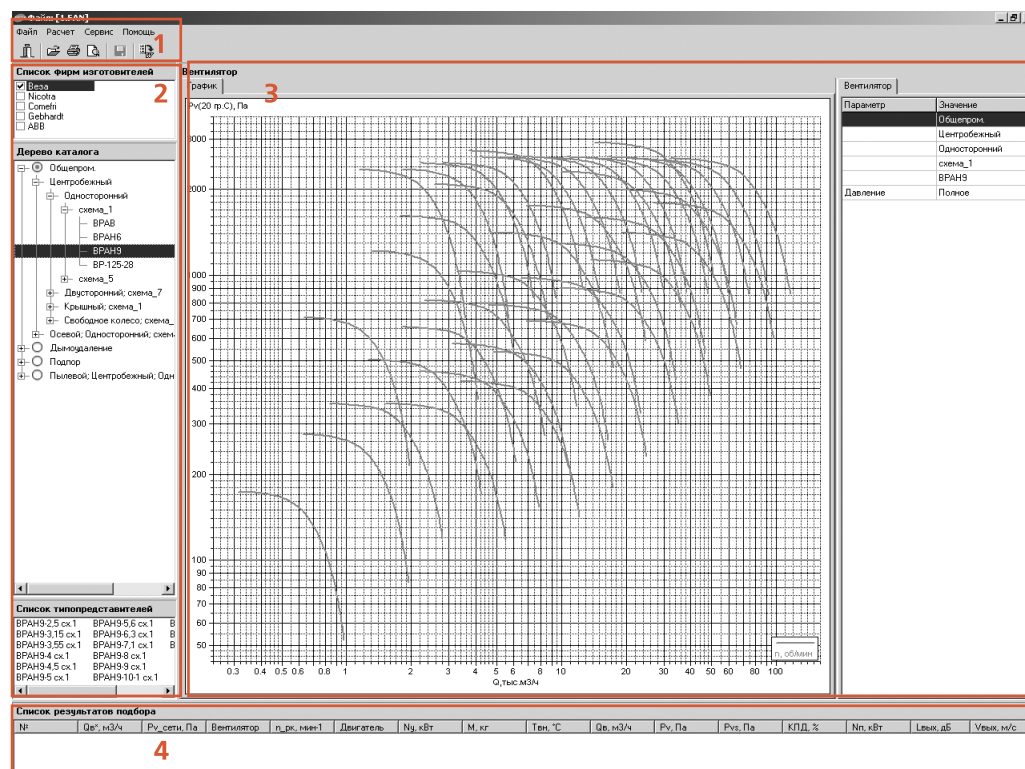 Файл: [1.FAN]
Файл Расчет Сервис Помощь
1
Список фирм изготовителей
2
Веза
Nicotra
Comefri
Gebhardt
ABB
Дерево каталога
Общепром.
Центробежный
Односторонний
схема_1
ВРАВ
ВРАН6
ВРАН9
ВР-125-28
схема_5
Двусторонний; схема_7
Крышный; схема_1
Свободное колесо; схема_
Осевой; Односторонний; схем
Дымоудаление
Подпор
Пылевой; Центробежный; Одн
Список типопредставителей
ВРАН9-2,5 сх.1 ВРАН9-5,6 сх.1 В
ВРАН9-3,15 сх.1 ВРАН9-6,3 сх.1 В
ВРАН9-3,55 сх.1 ВРАН9-7,1 сх.1 В
ВРАН9-4 сх.1 ВРАН9-8 сх.1
ВРАН9-4,5 сх.1 ВРАН9-9 сх.1
ВРАН9-5 сх.1 ВРАН9-10-1 сх.1
Вентилятор
График
3
Pv(20 гр.С), Па
3000
2000
1000
900
800
700
600
500
400
300
200
100
90
80
70
60
50
0.3 0.4 0.5 0.6 0.8 1 2 3 4 5 6 8 10 20 30 40 50 60 80 100
Q,тыс.м3/ч
n, об/мин
Вентилятор
Параметр Значение
Общепром.
Центробежный
Односторонний
схема_1
ВРАН9
Давление Полное
Список результатов подбора
№ Qв*, м3/ч Pv_сети, Па Вентилятор n_рк, мин-1 Двигатель Ny, кВт М, кг Твн, °С Qв, м3/ч Pv, Па Pvs, Па КПД, % Nп, кВт Lвых, дБ Vвых, м/с
4